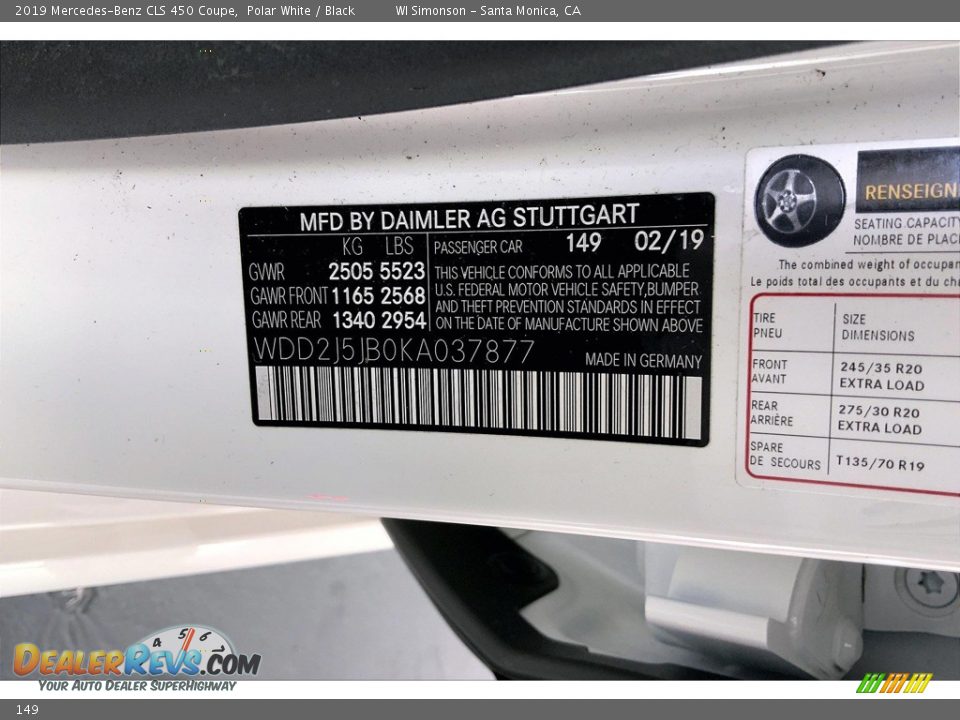 2019 Mercedes-Benz CLS 450 Coupe, Polar White / Black WI Simonson - Santa Monica, CA
MFD BY DAIMLER AG STUTTGART
KG LBS
GVWR 2505 5523
GAWR FRONT 1165 2568
GAWR REAR 1340 2954
PASSENGER CAR 149 02/19
THIS VEHICLE CONFORMS TO ALL APPLICABLE
U.S. FEDERAL MOTOR VEHICLE SAFETY, BUMPER
AND THEFT PREVENTION STANDARDS IN EFFECT
ON THE DATE OF MANUFACTURE SHOWN ABOVE
WDD2J5JB0KA037877 MADE IN GERMANY
RENSEIGN
SEATING CAPACITY
NOMBRE DE PLAC
The combined weight of occupan
Le poids total des occupants et du cha
TIRE SIZE
PNEU DIMENSIONS
FRONT 245/35 R20
AVANT EXTRA LOAD
REAR 275/30 R20
ARRIÈRE EXTRA LOAD
SPARE T135/70 R19
DE SECOURS
4 5 6
DEALERREVS.COM
YOUR AUTO DEALER SUPERHIGHWAY
149